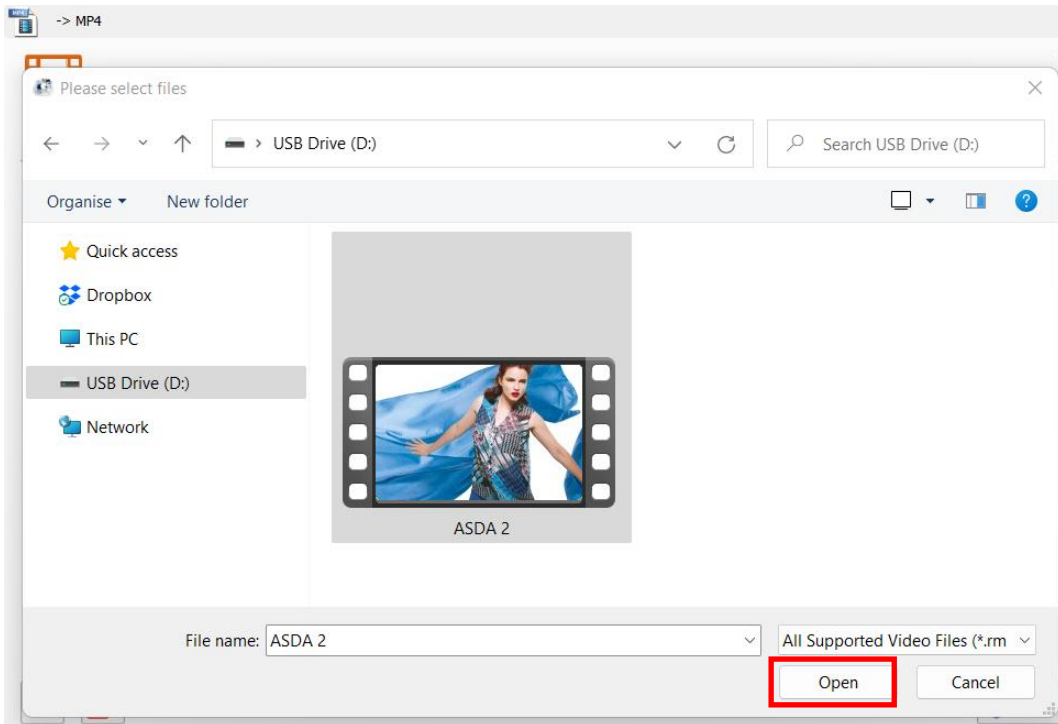 -> MP4
Please select files
USB Drive (D:)
Search USB Drive (D:)
Organise
New folder
Quick access
Dropbox
This PC
USB Drive (D:)
Network
ASDA 2
File name: ASDA 2
All Supported Video Files (*.rm
Open
Cancel